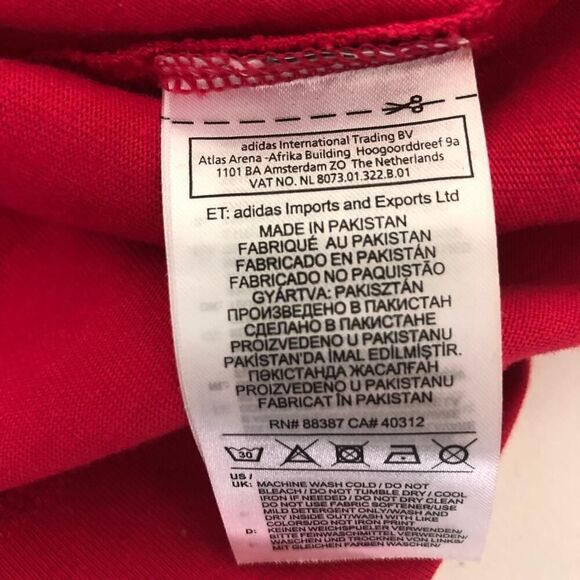 adidas International Trading BV
Atlas Arena -Afrika Building Hoogoorddreef 9a
1101 BA Amsterdam ZO The Netherlands
VAT NO. NL 8073.01.322.B.01
ET: adidas Imports and Exports Ltd
MADE IN PAKISTAN
FABRIQUÉ AU PAKISTAN
FABRICADO EN PAKISTÁN
FABRICADO NO PAQUISTÃO
GYÁRTVA: PAKISZTÁN
ПРОИЗВЕДЕНО В ПАКИСТАН
СДЕЛАНО В ПАКИСТАНЕ
PROIZVEDENO U PAKISTANU
PAKİSTAN'DA İMAL EDİLMİŞTİR.
ПӘКІСТАНДА ЖАСАЛҒАН
PROIZVEDENO U PAKISTANU
FABRICAT ÎN PAKISTAN
RN# 88387 CA# 40312
30
US /
UK: MACHINE WASH COLD / DO NOT
BLEACH / DO NOT TUMBLE DRY / COOL
IRON IF NEEDED / DO NOT DRY CLEAN
DO NOT USE FABRIC SOFTENER/USE
MILD DETERGENT ONLY/WASH AND
DRY INSIDE OUT/WASH WITH LIKE
COLORS/DO NOT IRON PRINT
D: KEINEN WEICHSPUELER VERWENDEN/
BITTE FEINWASCHMITTEL VERWENDEN/
WASCHEN UND TROCKNEN VON LINKS/
MIT GLEICHEN FARBEN WASCHEN/